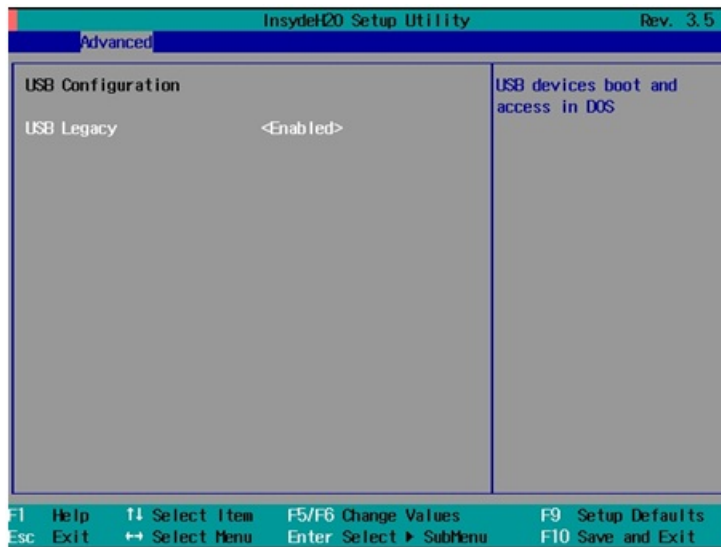 InsydeH2O Setup Utility Rev. 3.5
Advanced
USB Configuration
USB Legacy <Enabled>
USB devices boot and
access in DOS
F1 Help ↑↓ Select Item F5/F6 Change Values F9 Setup Defaults
Esc Exit ↔ Select Menu Enter Select ▶ SubMenu F10 Save and Exit